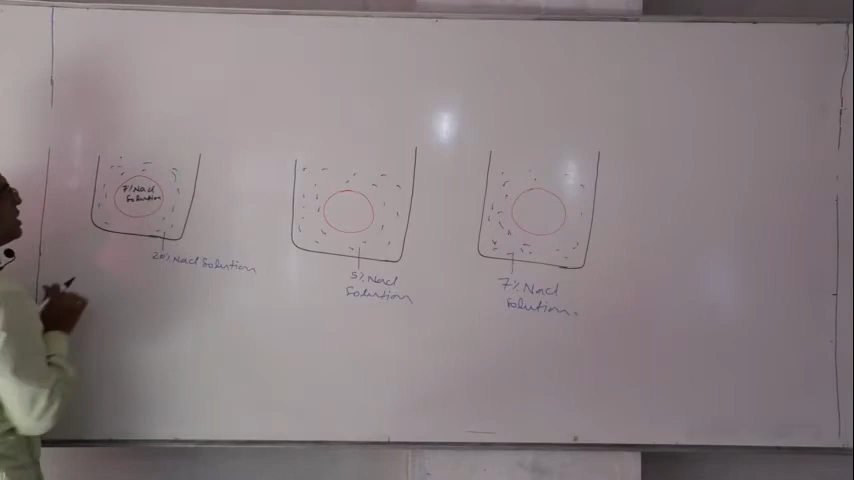 7% Nacl
Solution
20% Nacl Solution
5% Nacl
Solution
7% Nacl
Solution.